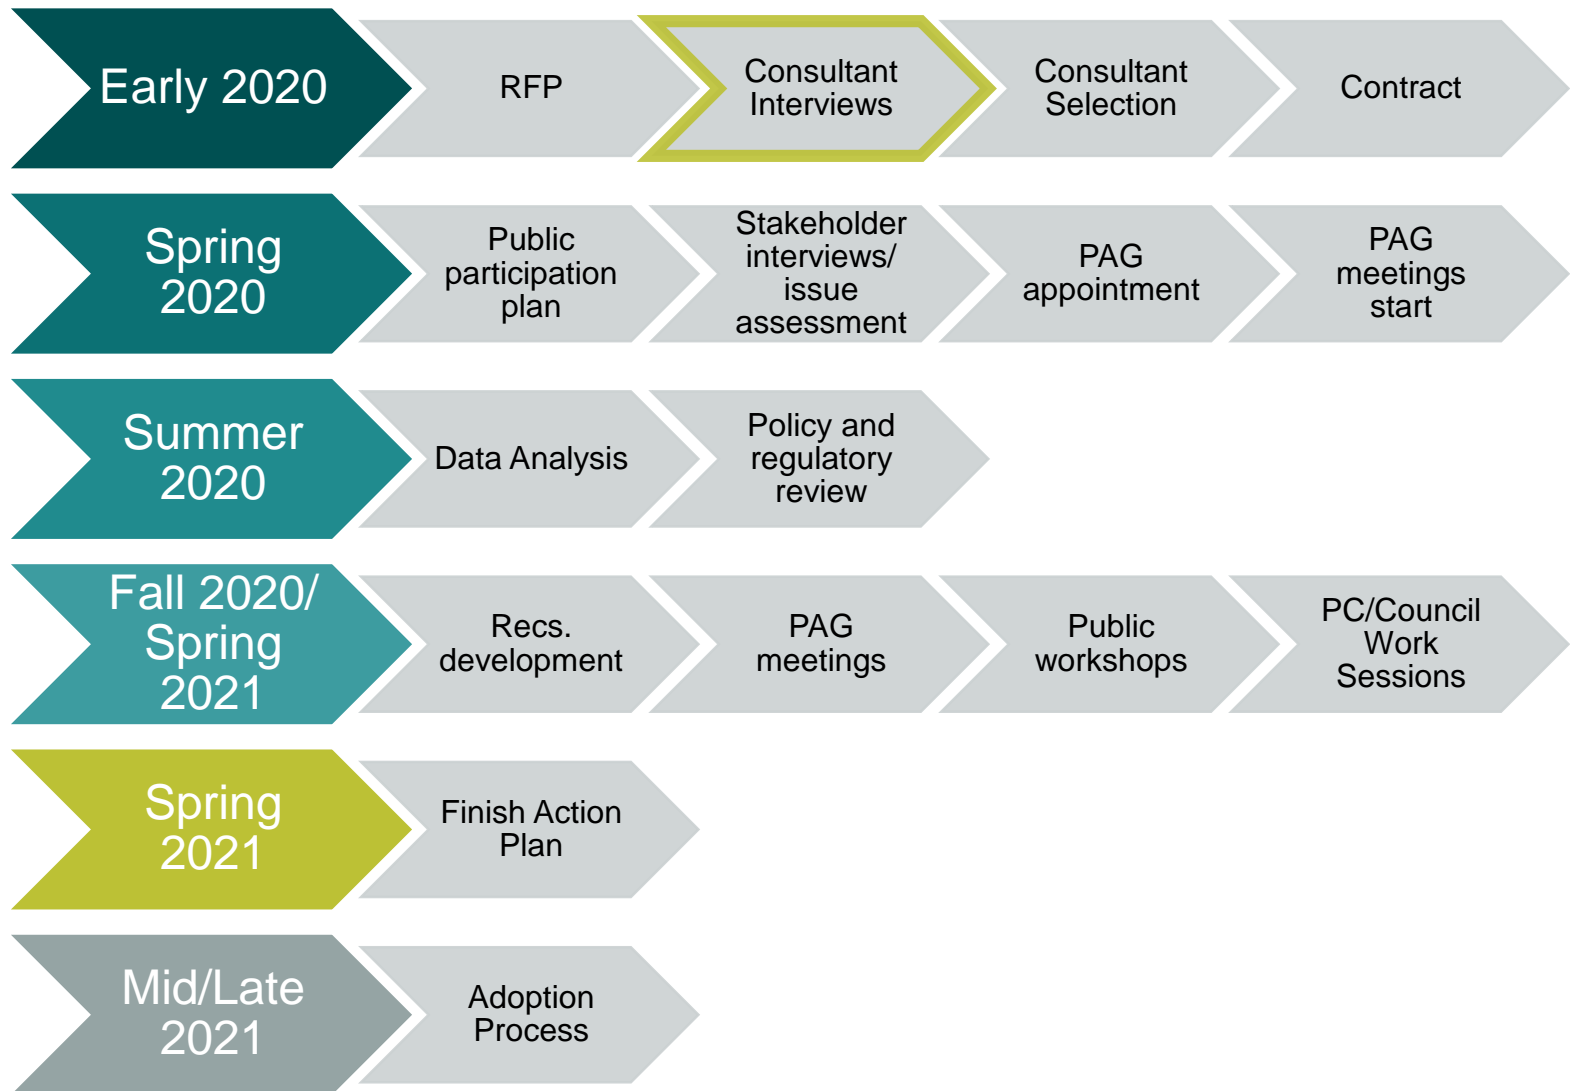 Early 2020
RFP
Consultant
Interviews
Consultant
Selection
Contract
Spring
2020
Public
participation
plan
Stakeholder
interviews/
issue
assessment
PAG
appointment
PAG
meetings
start
Summer
2020
Data Analysis
Policy and
regulatory
review
Fall 2020/
Spring
2021
Recs.
development
PAG
meetings
Public
workshops
PC/Council
Work
Sessions
Spring
2021
Finish Action
Plan
Mid/Late
2021
Adoption
Process